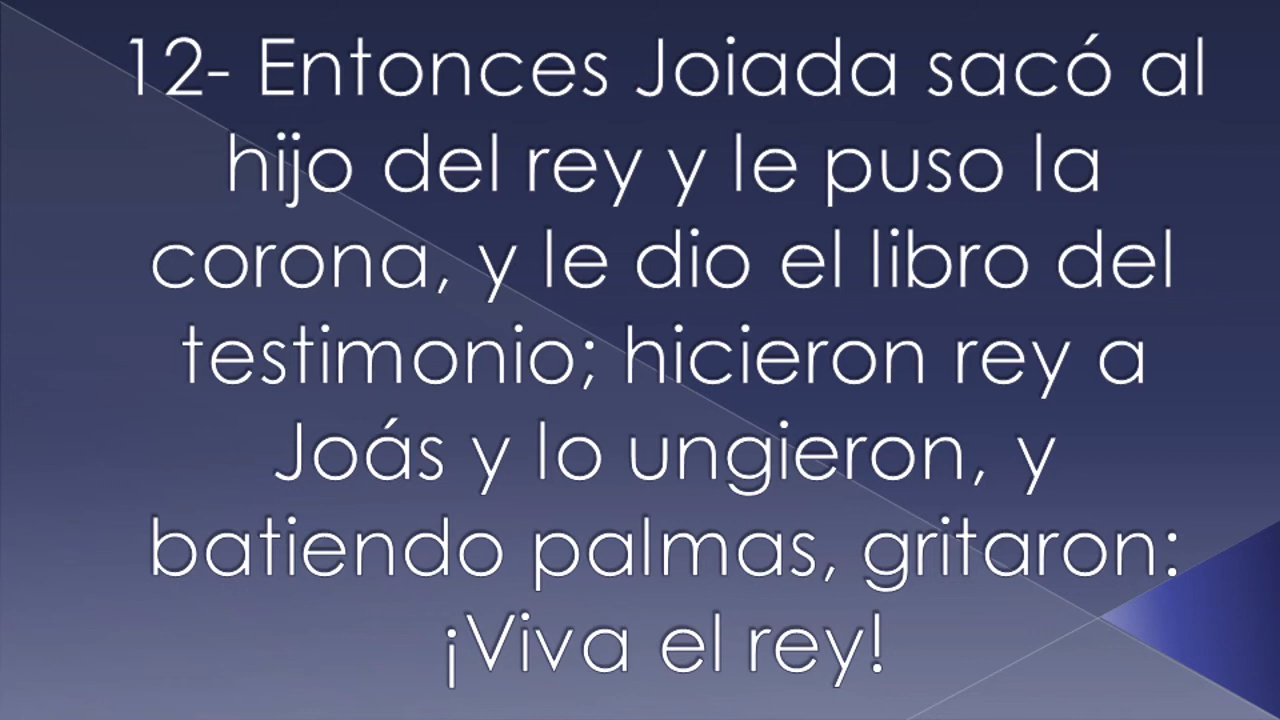 12- Entonces Joiada sacó al
hijo del rey y le puso la
corona, y le dio el libro del
testimonio; hicieron rey a
Joás y lo ungieron, y
batiendo palmas, gritaron:
¡Viva el rey!